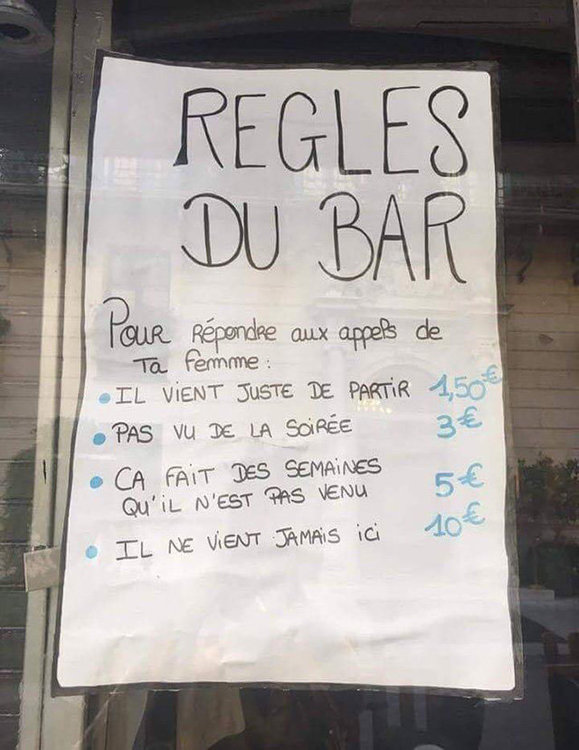 REGLES
DU BAR
Pour Répondre aux appels de
Ta femme :
• IL VIENT JUSTE DE PARTIR 1,50€
• PAS VU DE LA SOIRÉE 3€
• CA FAIT DES SEMAINES
QU'IL N'EST PAS VENU 5€
• IL NE VIENT JAMAIS ICI 10€